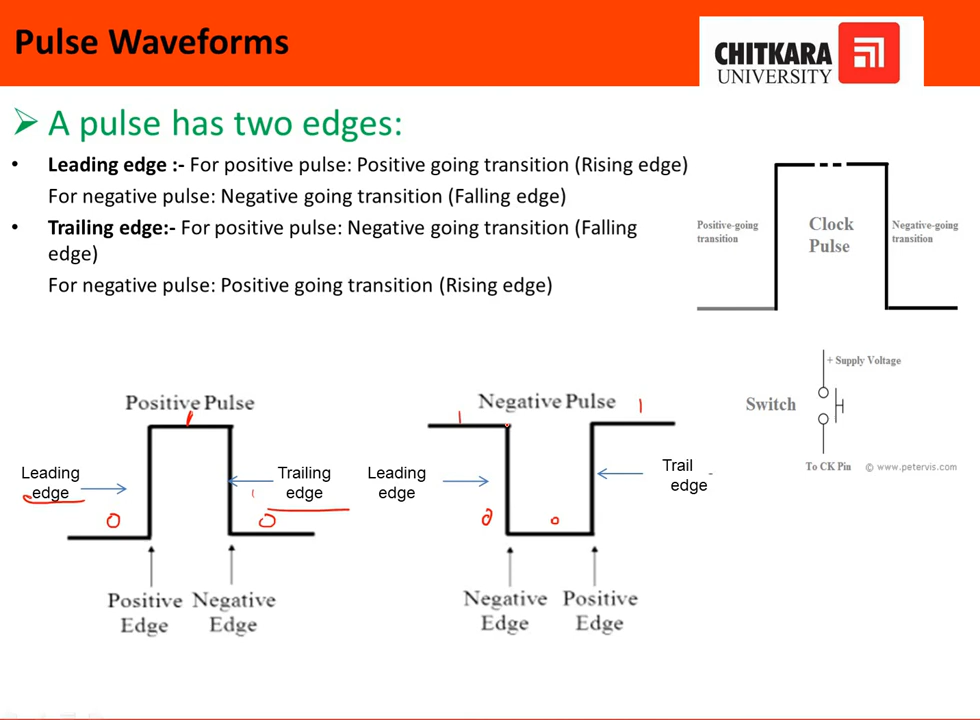 Pulse Waveforms
CHITKARA
UNIVERSITY
A pulse has two edges:
Leading edge :- For positive pulse: Positive going transition (Rising edge)
For negative pulse: Negative going transition (Falling edge)
Trailing edge:- For positive pulse: Negative going transition (Falling
edge)
For negative pulse: Positive going transition (Rising edge)
Positive-going
transition
Clock
Pulse
Negative-going
transition
+ Supply Voltage
Switch
To CK Pin © www.petervis.com
Positive Pulse
1
Leading
edge
Trailing
edge
0
0
Positive
Edge
Negative
Edge
Negative Pulse
1
1
Leading
edge
Trail
edge
0
0
Negative
Edge
Positive
Edge